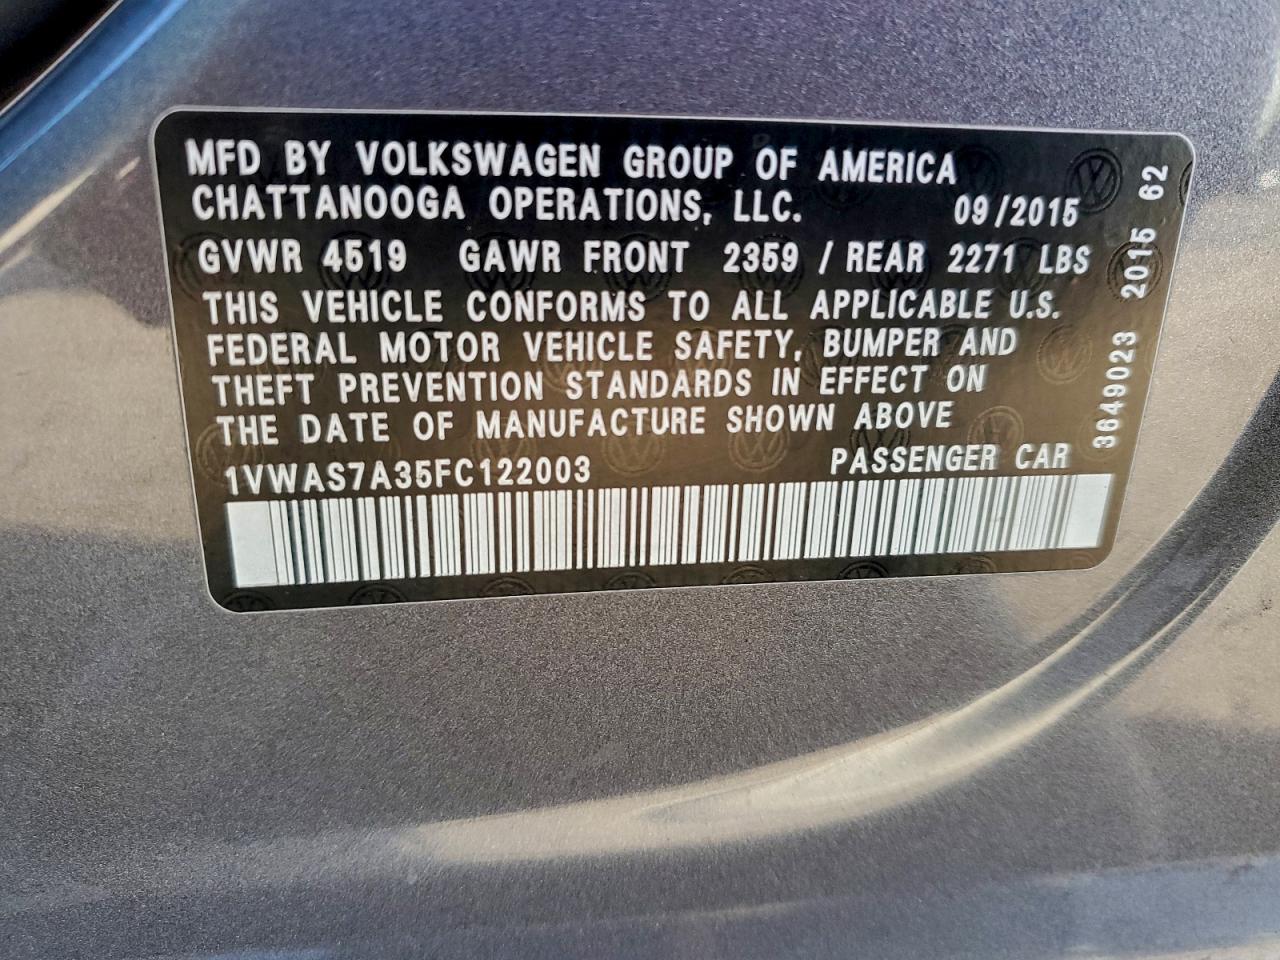 MFD BY VOLKSWAGEN GROUP OF AMERICA
CHATTANOOGA OPERATIONS, LLC. 09/2015
GVWR 4519 GAWR FRONT 2359 / REAR 2271 LBS
THIS VEHICLE CONFORMS TO ALL APPLICABLE U.S.
FEDERAL MOTOR VEHICLE SAFETY, BUMPER AND
THEFT PREVENTION STANDARDS IN EFFECT ON
THE DATE OF MANUFACTURE SHOWN ABOVE
1VWAS7A35FC122003 PASSENGER CAR
3649023 2015 62